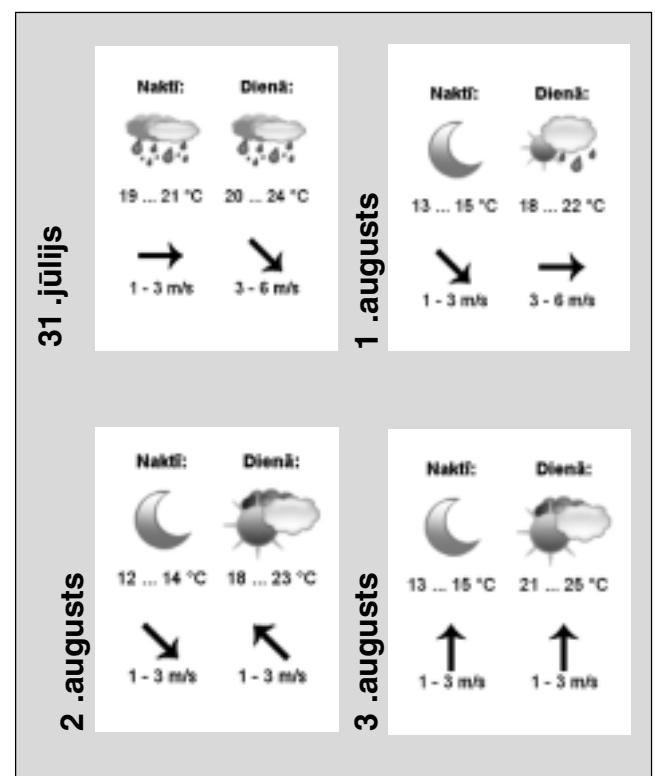 31 .jūlijs
Naktī: Dienā:
19 ... 21 °C 20 ... 24 °C
1 - 3 m/s 3 - 6 m/s
1 .augusts
Naktī: Dienā:
13 ... 15 °C 18 ... 22 °C
1 - 3 m/s 3 - 6 m/s
2 .augusts
Naktī: Dienā:
12 ... 14 °C 18 ... 23 °C
1 - 3 m/s 1 - 3 m/s
3 .augusts
Naktī: Dienā:
13 ... 15 °C 21 ... 25 °C
1 - 3 m/s 1 - 3 m/s